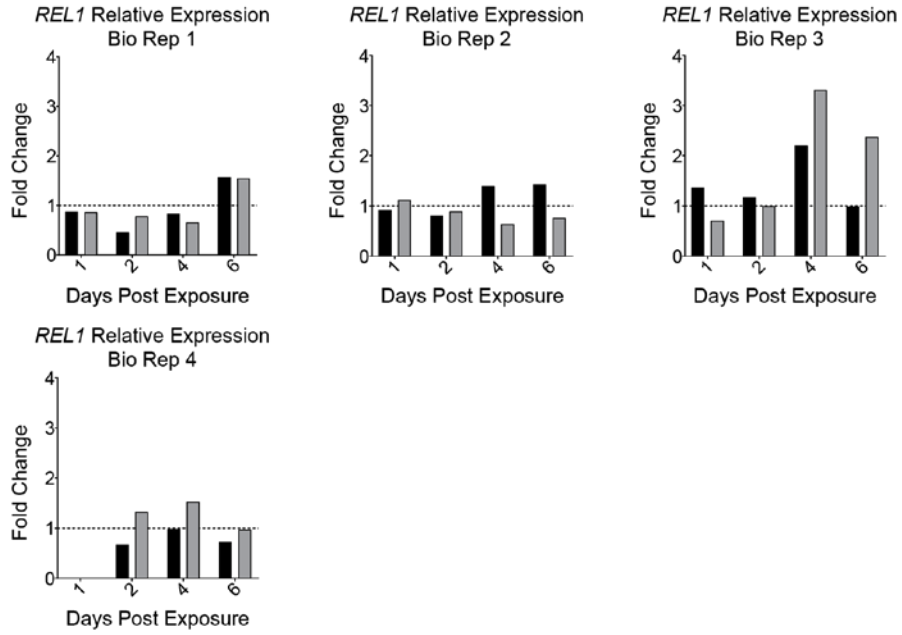 REL1 Relative Expression
Bio Rep 1
4
3
2
1
0
Fold Change
1 2 4 6
Days Post Exposure
REL1 Relative Expression
Bio Rep 2
4
3
2
1
0
Fold Change
1 2 4 6
Days Post Exposure
REL1 Relative Expression
Bio Rep 3
4
3
2
1
0
Fold Change
1 2 4 6
Days Post Exposure
REL1 Relative Expression
Bio Rep 4
4
3
2
1
0
Fold Change
1 2 4 6
Days Post Exposure